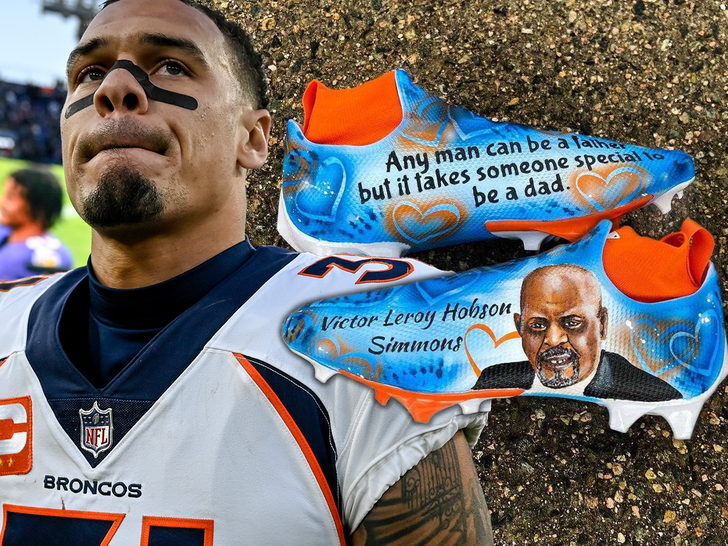 Any man can be a father
but it takes someone special to
be a dad.
Victor Leroy Hobson
Simmons
NFL
BRONCOS
C